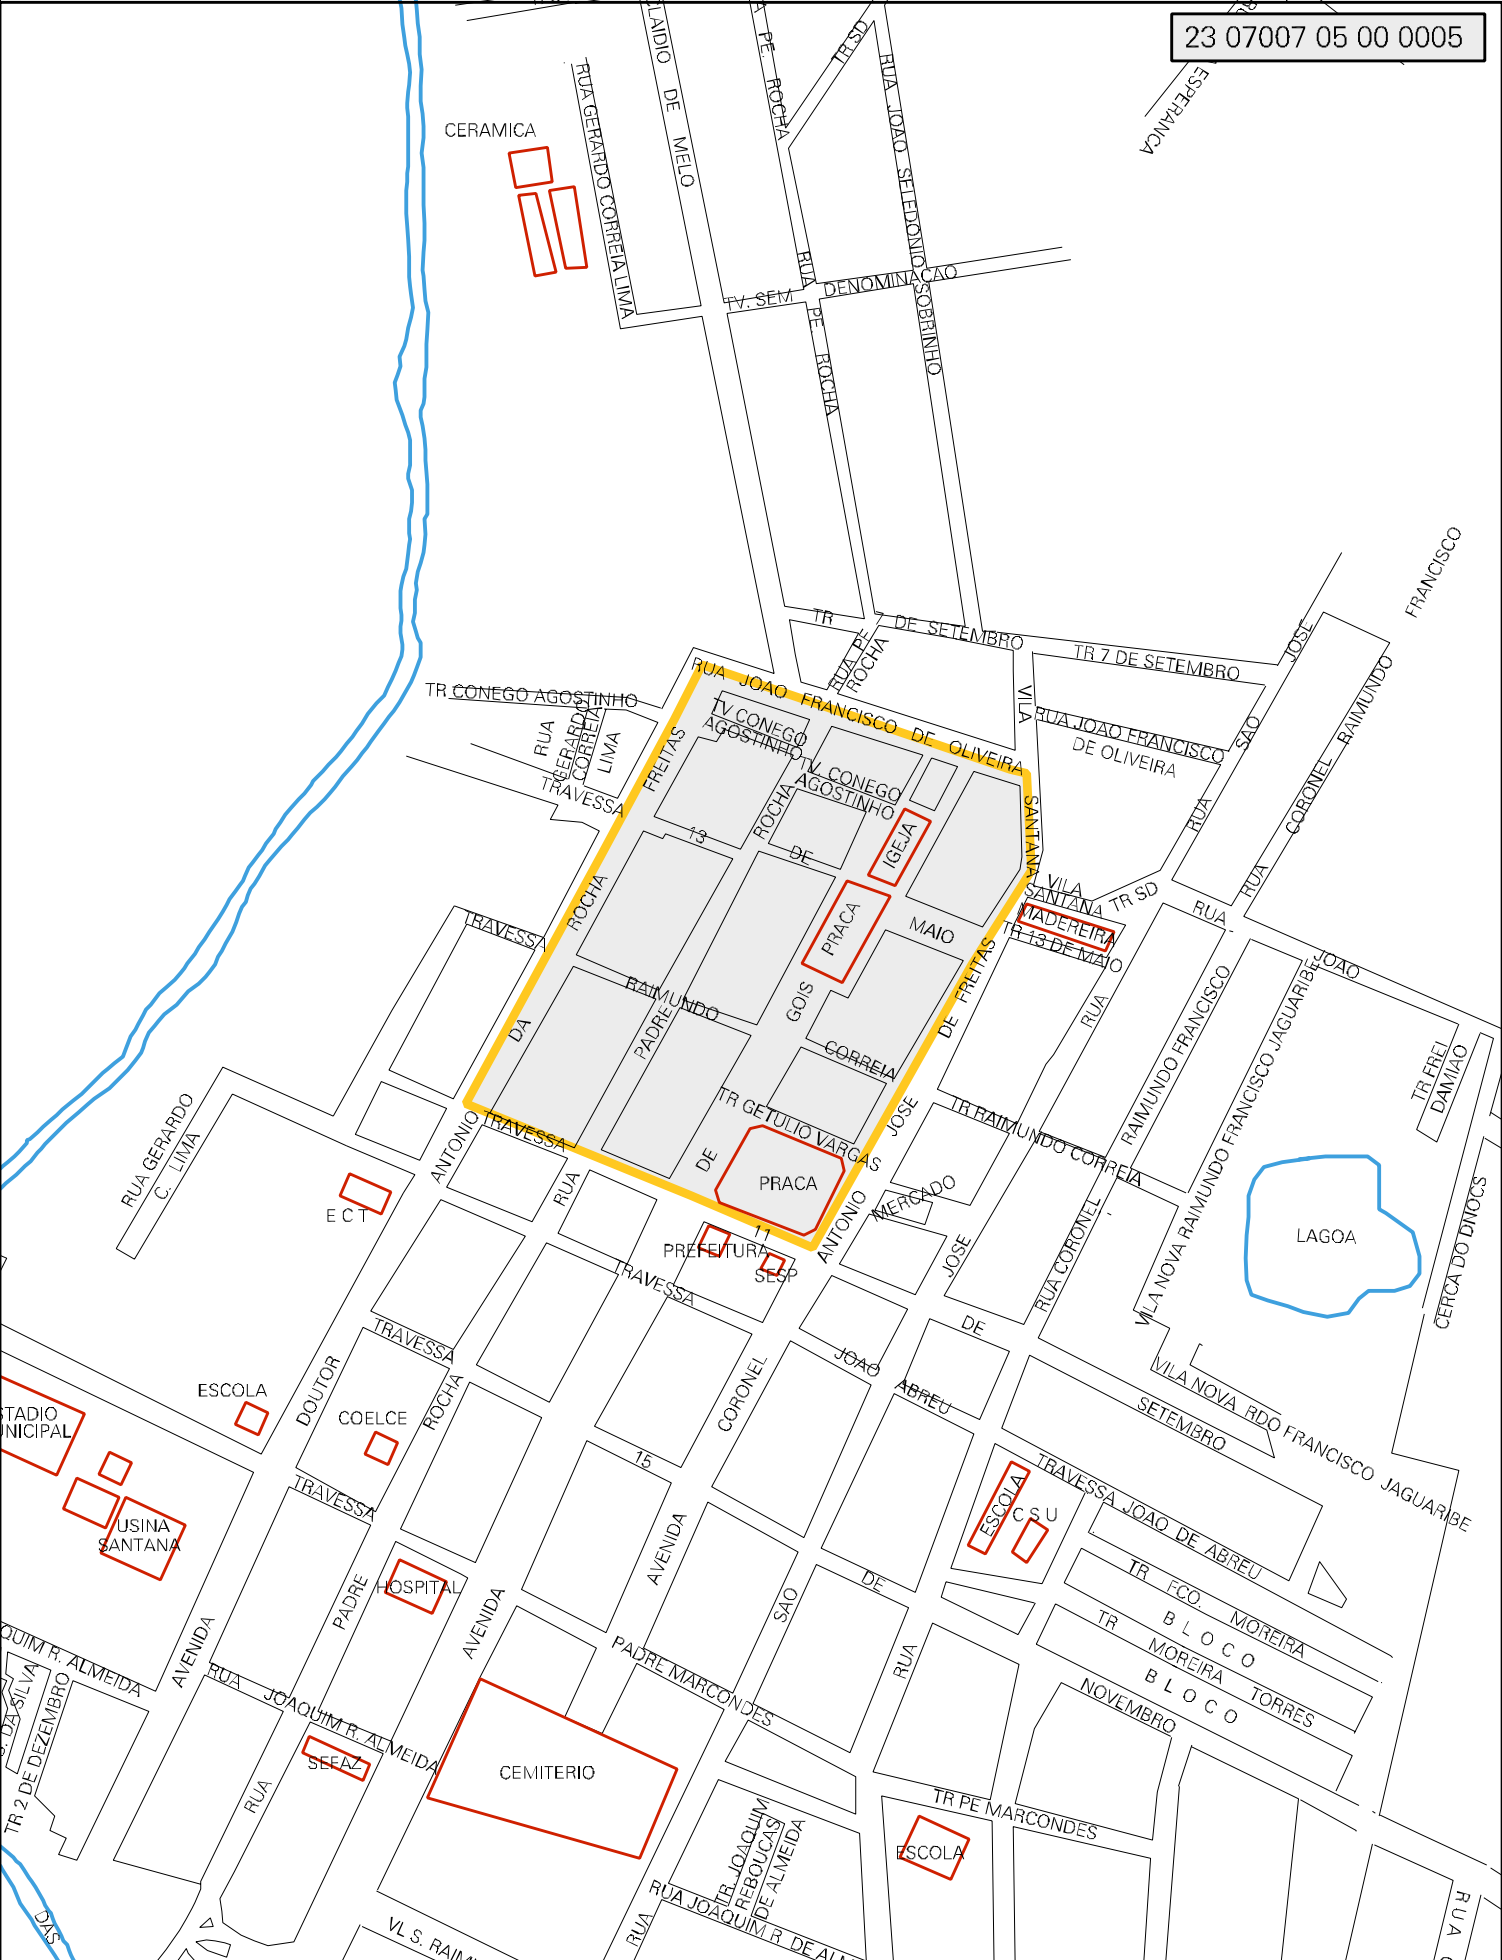 23 07007 05 00 0005
ESPERANCA
TR SD
PE. ROCHA
DE MELO
RUA JOAO SELEDONIO SOBRINHO
RUA GERARDO CORREIA LIMA
CERAMICA
TV. SEM DENOMINACAO
RUA PE. ROCHA
FRANCISCO
TR 7 DE SETEMBRO
TR 7 DE SETEMBRO
RUA PE
ROCHA
RUA SAO JOSE
RUA CORONEL RAIMUNDO
RUA JOAO FRANCISCO DE OLIVEIRA
VILA SANTANA
RUA JOAO FRANCISCO
DE OLIVEIRA
TR CONEGO AGOSTINHO
RUA
GERARDO
CORREIA
LIMA
TRAVESSA
TV CONEGO
AGOSTINHO
TV. CONEGO
AGOSTINHO
FREITAS
ROCHA
13 DE MAIO
IGEJA
PRACA
VILA
SANTANA
TR SD
MADEREIRA
TR 13 DE MAIO
RUA JOAO
ROCHA
TRAVESSA
RAIMUNDO
CORREIA
PADRE
GOIS
DA
DE FREITAS
RUA
RAIMUNDO FRANCISCO
VILA NOVA RAIMUNDO FRANCISCO JAGUARIBE
TR FREI
DAMIAO
TR GETULIO VARGAS
JOSE
TR RAIMUNDO CORREIA
RUA GERARDO
C. LIMA
ANTONIO
TRAVESSA
RUA
DE
PRACA
11
ANTONIO
MERCADO
E C T
PREFEITURA
SESP
JOSE
RUA CORONEL
LAGOA
CERCA DO DNOCS
TRAVESSA
TRAVESSA
DE
JOAO
ABREU
SETEMBRO
VILA NOVA RDO FRANCISCO JAGUARIBE
ESCOLA
DOUTOR
COELCE
ROCHA
CORONEL
15
TRAVESSA
USINA
SANTANA
AVENIDA
ESCOLA
C S U
TRAVESSA JOAO DE ABREU
HOSPITAL
PADRE
AVENIDA
SAO
DE
TR FCO. MOREIRA
B L O C O
TR MOREIRA TORRES
B L O C O
NOVEMBRO
AVENIDA
PADRE MARCONDES
RUA
R. ALMEIDA
DA SILVA
TR 2 DE DEZEMBRO
RUA JOAQUIM R. ALMEIDA
SEFAZ
RUA
CEMITERIO
TR PE MARCONDES
ESCOLA
TR. JOAQUIM
REBOUCAS
DE ALMEIDA
RUA JOAQUIM R. DE
RUA
VL S.
DAS
RUA